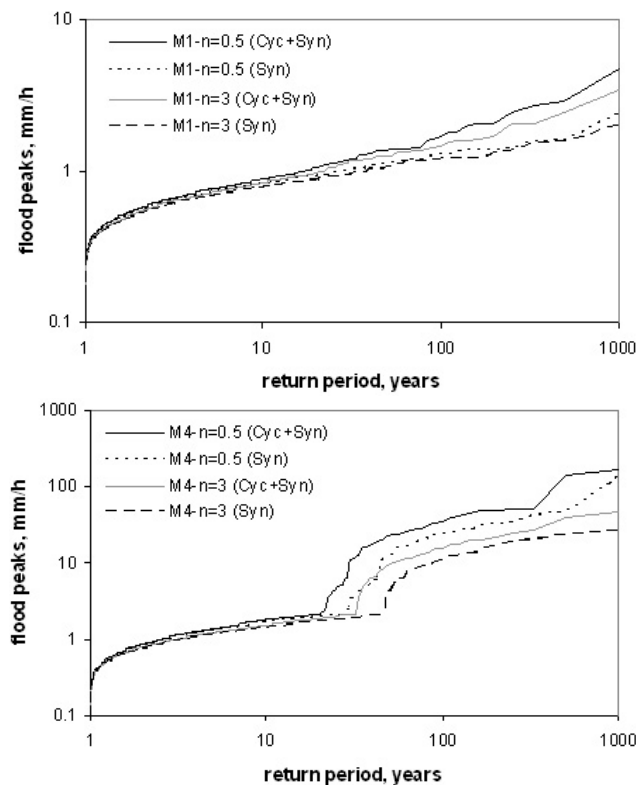 10
M1-n=0.5 (Cyc+Syn)
M1-n=0.5 (Syn)
M1-n=3 (Cyc+Syn)
M1-n=3 (Syn)
flood peaks, mm/h
1
0.1
1
10
100
1000
return period, years
1000
M4-n=0.5 (Cyc+Syn)
M4-n=0.5 (Syn)
M4-n=3 (Cyc+Syn)
M4-n=3 (Syn)
flood peaks, mm/h
100
10
1
0.1
1
10
100
1000
return period, years